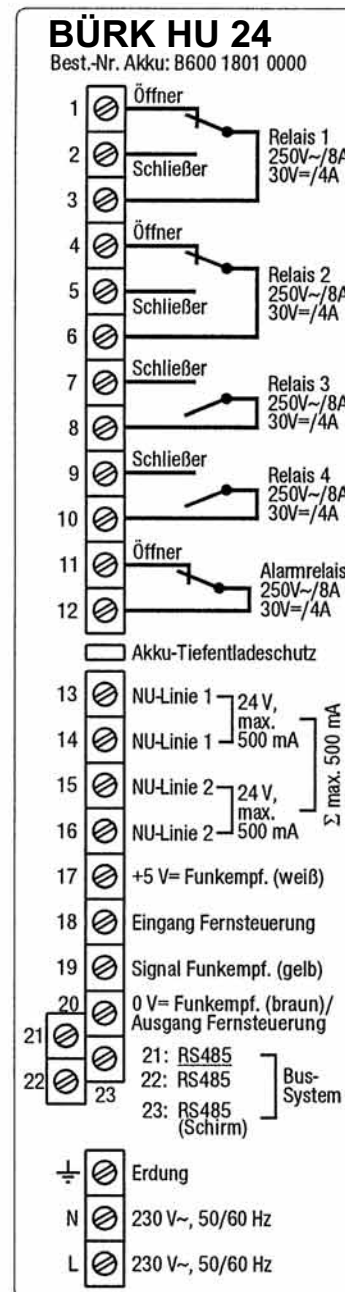 BÜRK HU 24
Best.-Nr. Akku: B600 1801 0000
1 Öffner
2 Schließer
3
Relais 1
250V~/8A
30V=/4A
4 Öffner
5 Schließer
6
Relais 2
250V~/8A
30V=/4A
7 Schließer
8
Relais 3
250V~/8A
30V=/4A
9 Schließer
10
Relais 4
250V~/8A
30V=/4A
11 Öffner
12
Alarmrelais
250V~/8A
30V=/4A
Akku-Tiefentladeschutz
13 NU-Linie 1
14 NU-Linie 1
24 V,
max.
500 mA
15 NU-Linie 2
16 NU-Linie 2
24 V,
max.
500 mA
Σ max. 500 mA
17 +5 V= Funkempf. (weiß)
18 Eingang Fernsteuerung
19 Signal Funkempf. (gelb)
20 0 V= Funkempf. (braun)/
Ausgang Fernsteuerung
21
22
23
21: RS485
22: RS485
23: RS485
(Schirm)
Bus-
System
Erdung
N 230 V~, 50/60 Hz
L 230 V~, 50/60 Hz